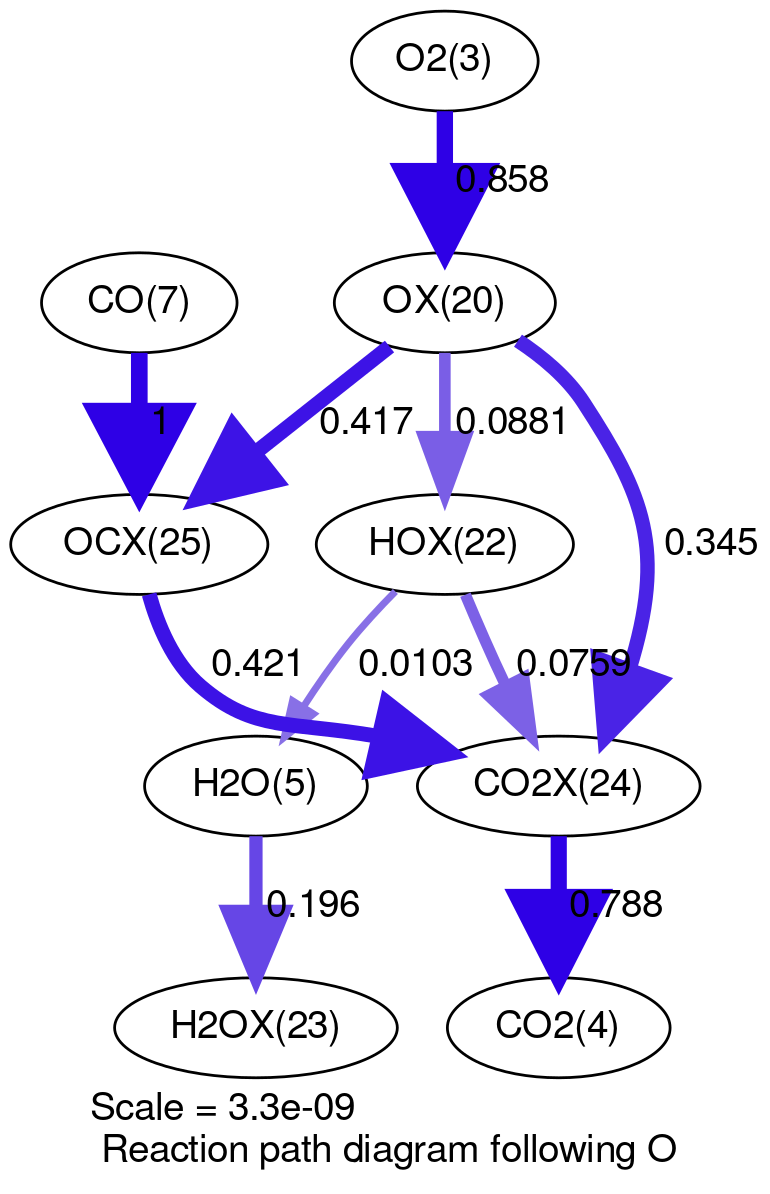 O2(3)
0.858
CO(7)
OX(20)
1
0.417
0.0881
OCX(25)
HOX(22)
0.345
0.421
0.0103
0.0759
H2O(5)
CO2X(24)
0.196
0.788
H2OX(23)
CO2(4)
Scale = 3.3e-09
Reaction path diagram following O